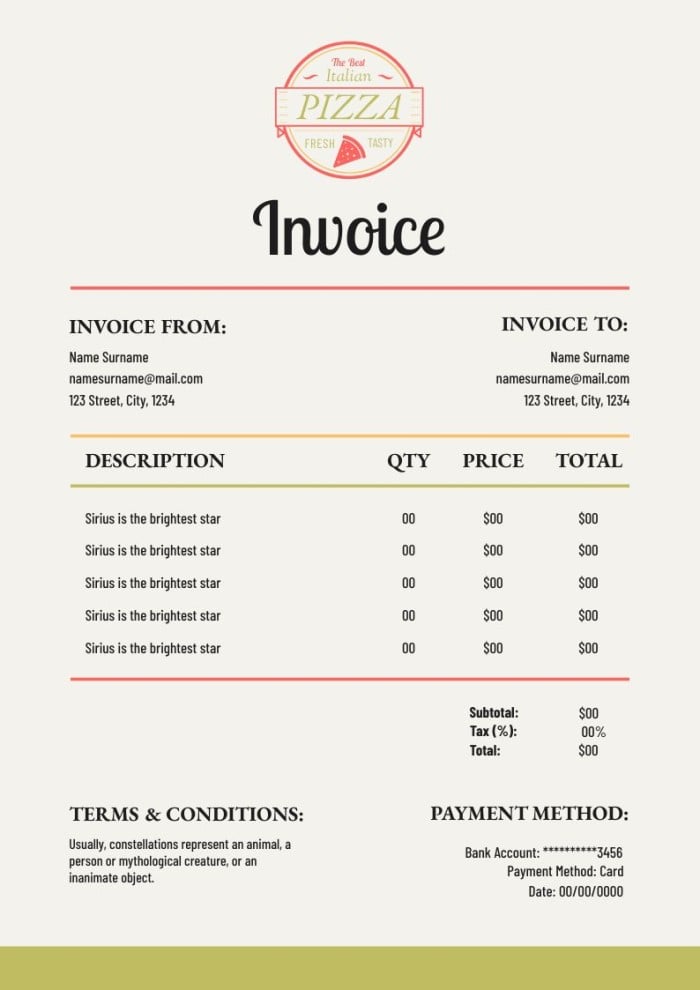 The Best
Italian
PIZZA
FRESH TASTY
Invoice
INVOICE FROM:
Name Surname
namesurname@mail.com
123 Street, City, 1234
INVOICE TO:
Name Surname
namesurname@mail.com
123 Street, City, 1234
DESCRIPTION QTY PRICE TOTAL
Sirius is the brightest star 00 $00 $00
Sirius is the brightest star 00 $00 $00
Sirius is the brightest star 00 $00 $00
Sirius is the brightest star 00 $00 $00
Sirius is the brightest star 00 $00 $00
Subtotal: $00
Tax (%): 00%
Total: $00
TERMS & CONDITIONS:
Usually, constellations represent an animal, a
person or mythological creature, or an
inanimate object.
PAYMENT METHOD:
Bank Account: **********3456
Payment Method: Card
Date: 00/00/0000